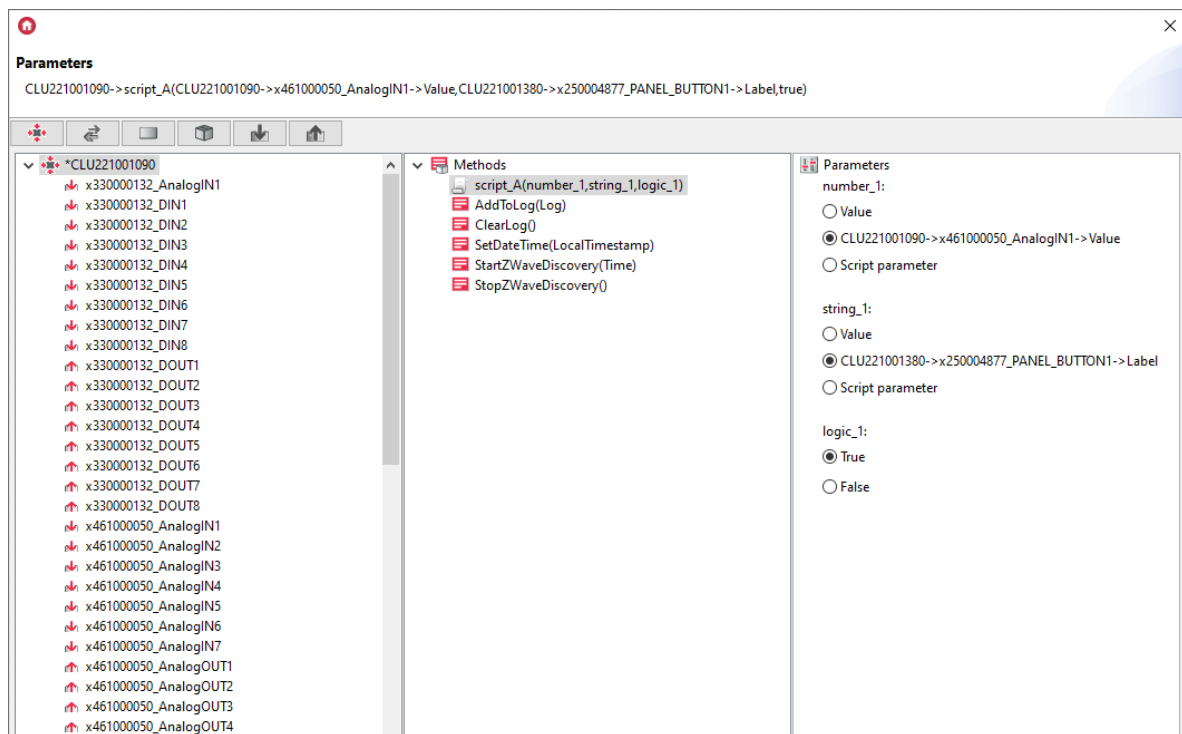 Parameters
CLU221001090->script_A(CLU221001090->x461000050_AnalogIN1->Value,CLU221001380->x250004877_PANEL_BUTTON1->Label,true)
*CLU221001090
x330000132_AnalogIN1
x330000132_DIN1
x330000132_DIN2
x330000132_DIN3
x330000132_DIN4
x330000132_DIN5
x330000132_DIN6
x330000132_DIN7
x330000132_DIN8
x330000132_DOUT1
x330000132_DOUT2
x330000132_DOUT3
x330000132_DOUT4
x330000132_DOUT5
x330000132_DOUT6
x330000132_DOUT7
x330000132_DOUT8
x461000050_AnalogIN1
x461000050_AnalogIN2
x461000050_AnalogIN3
x461000050_AnalogIN4
x461000050_AnalogIN5
x461000050_AnalogIN6
x461000050_AnalogIN7
x461000050_AnalogOUT1
x461000050_AnalogOUT2
x461000050_AnalogOUT3
x461000050_AnalogOUT4
Methods
script_A(number_1,string_1,logic_1)
AddToLog(Log)
ClearLog()
SetDateTime(LocalTimestamp)
StartZWaveDiscovery(Time)
StopZWaveDiscovery()
Parameters
number_1:
Value
CLU221001090->x461000050_AnalogIN1->Value
Script parameter
string_1:
Value
CLU221001380->x250004877_PANEL_BUTTON1->Label
Script parameter
logic_1:
True
False